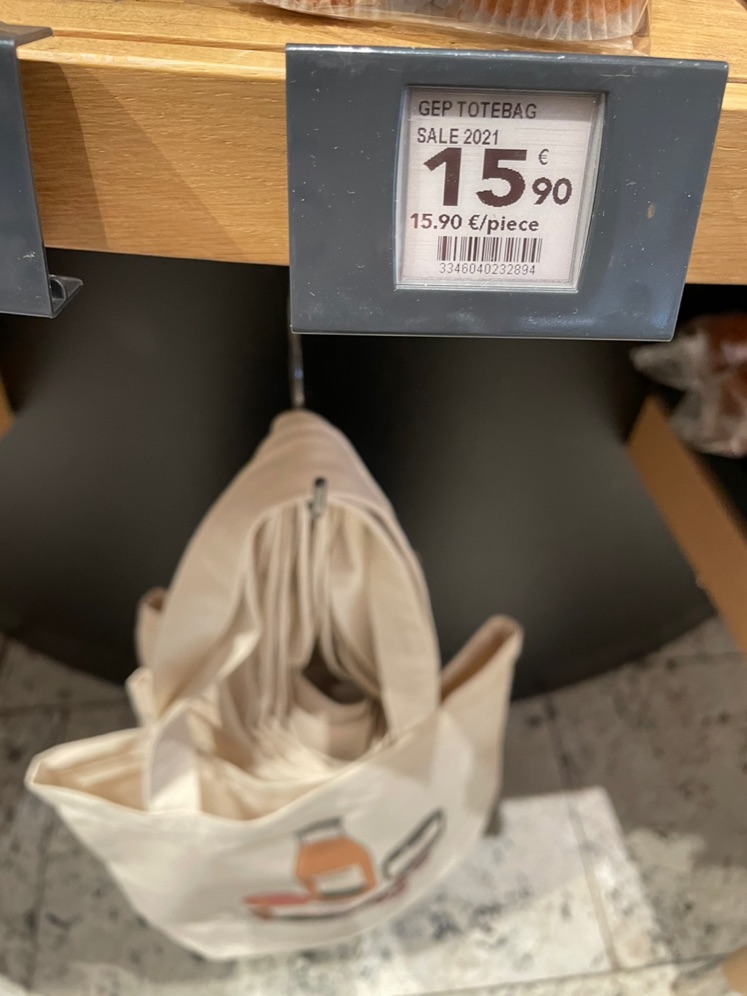 GEP TOTEBAG
SALE 2021
15€90
15.90 €/piece
3346040232894